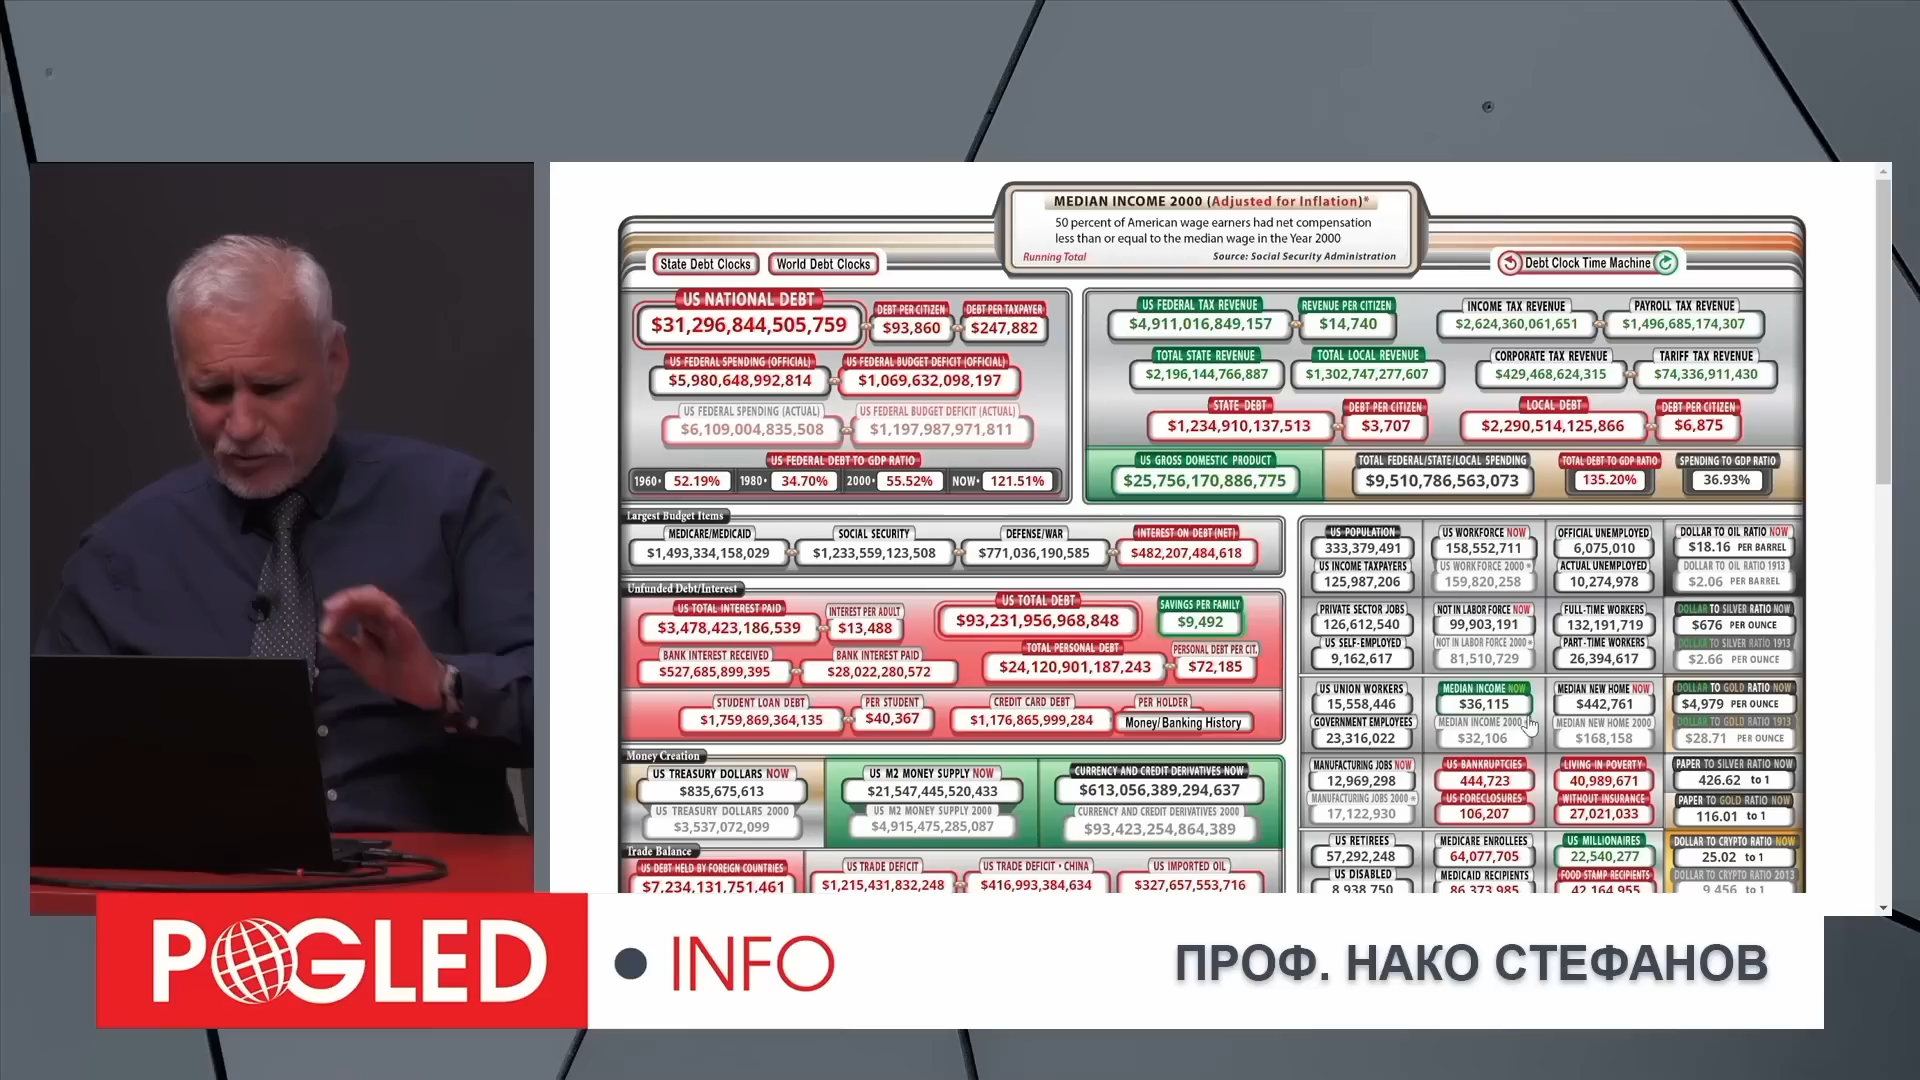 MEDIAN INCOME 2000 (Adjusted for Inflation)*
50 percent of American wage earners had net compensation
less than or equal to the median wage in the Year 2000
Running Total
Source: Social Security Administration
State Debt Clocks
World Debt Clocks
Debt Clock Time Machine
US NATIONAL DEBT
$31,296,844,505,759
DEBT PER CITIZEN
$93,860
DEBT PER TAXPAYER
$247,882
US FEDERAL SPENDING (OFFICIAL)
$5,980,648,992,814
US FEDERAL BUDGET DEFICIT (OFFICIAL)
$1,069,632,098,197
US FEDERAL SPENDING (ACTUAL)
$6,109,004,835,508
US FEDERAL BUDGET DEFICIT (ACTUAL)
$1,197,987,971,811
US FEDERAL DEBT TO GDP RATIO
1960• 52.19% 1980• 34.70% 2000• 55.52% NOW• 121.51%
US FEDERAL TAX REVENUE
$4,911,016,849,157
REVENUE PER CITIZEN
$14,740
INCOME TAX REVENUE
$2,624,360,061,651
PAYROLL TAX REVENUE
$1,496,685,174,307
TOTAL STATE REVENUE
$2,196,144,766,887
TOTAL LOCAL REVENUE
$1,302,747,277,607
CORPORATE TAX REVENUE
$429,468,624,315
TARIFF TAX REVENUE
$74,336,911,430
STATE DEBT
$1,234,910,137,513
DEBT PER CITIZEN
$3,707
LOCAL DEBT
$2,290,514,125,866
DEBT PER CITIZEN
$6,875
US GROSS DOMESTIC PRODUCT
$25,756,170,886,775
TOTAL FEDERAL/STATE/LOCAL SPENDING
$9,510,786,563,073
TOTAL DEBT TO GDP RATIO
135.20%
SPENDING TO GDP RATIO
36.93%
Largest Budget Items
MEDICARE/MEDICAID
$1,493,334,158,029
SOCIAL SECURITY
$1,233,559,123,508
DEFENSE/WAR
$771,036,190,585
INTEREST ON DEBT (NET)
$482,207,484,618
Unfunded Debt/Interest
US TOTAL INTEREST PAID
$3,478,423,186,539
INTEREST PER ADULT
$13,488
US TOTAL DEBT
$93,231,956,968,848
SAVINGS PER FAMILY
$9,492
BANK INTEREST RECEIVED
$527,685,899,395
BANK INTEREST PAID
$28,022,280,572
TOTAL PERSONAL DEBT
$24,120,901,187,243
PERSONAL DEBT PER CIT.
$72,185
STUDENT LOAN DEBT
$1,759,869,364,135
PER STUDENT
$40,367
CREDIT CARD DEBT
$1,176,865,999,284
PER HOLDER
Money/Banking History
Money Creation
US TREASURY DOLLARS NOW
$835,675,613
US TREASURY DOLLARS 2000
$3,537,072,099
US M2 MONEY SUPPLY NOW
$21,547,445,520,433
US M2 MONEY SUPPLY 2000
$4,915,475,285,087
CURRENCY AND CREDIT DERIVATIVES NOW
$613,056,389,294,637
CURRENCY AND CREDIT DERIVATIVES 2000
$93,423,254,864,389
Trade Balance
US DEBT HELD BY FOREIGN COUNTRIES
$7,234,131,751,461
US TRADE DEFICIT
$1,215,431,832,248
US TRADE DEFICIT • CHINA
$416,993,384,634
US IMPORTED OIL
$327,657,553,716
US POPULATION
333,379,491
US INCOME TAXPAYERS
125,987,206
US WORKFORCE NOW
158,552,711
US WORKFORCE 2000 *
159,820,258
OFFICIAL UNEMPLOYED
6,075,010
ACTUAL UNEMPLOYED
10,274,978
DOLLAR TO OIL RATIO NOW
$18.16 PER BARREL
DOLLAR TO OIL RATIO 1913
$2.06 PER BARREL
PRIVATE SECTOR JOBS
126,612,540
US SELF-EMPLOYED
9,162,617
NOT IN LABOR FORCE NOW
99,903,191
NOT IN LABOR FORCE 2000 *
81,510,729
FULL-TIME WORKERS
132,191,719
PART-TIME WORKERS
26,394,617
DOLLAR TO SILVER RATIO NOW
$676 PER OUNCE
DOLLAR TO SILVER RATIO 1913
$2.66 PER OUNCE
US UNION WORKERS
15,558,446
GOVERNMENT EMPLOYEES
23,316,022
MEDIAN INCOME NOW
$36,115
MEDIAN INCOME 2000
$32,106
MEDIAN NEW HOME NOW
$442,761
MEDIAN NEW HOME 2000
$168,158
DOLLAR TO GOLD RATIO NOW
$4,979 PER OUNCE
DOLLAR TO GOLD RATIO 1913
$28.71 PER OUNCE
MANUFACTURING JOBS NOW
12,969,298
MANUFACTURING JOBS 2000 *
17,122,930
US BANKRUPTCIES
444,723
US FORECLOSURES
106,207
LIVING IN POVERTY
40,989,671
WITHOUT INSURANCE
27,021,033
PAPER TO SILVER RATIO NOW
426.62 to 1
PAPER TO GOLD RATIO NOW
116.01 to 1
US RETIREES
57,292,248
US DISABLED
8,938,750
MEDICARE ENROLLEES
64,077,705
MEDICAID RECIPIENTS
86,373,985
US MILLIONAIRES
22,540,277
FOOD STAMP RECIPIENTS
42,164,955
DOLLAR TO CRYPTO RATIO NOW
25.02 to 1
DOLLAR TO CRYPTO RATIO 2013
9,456 to 1
POGLED • INFO
ПРОФ. НАКО СТЕФАНОВ